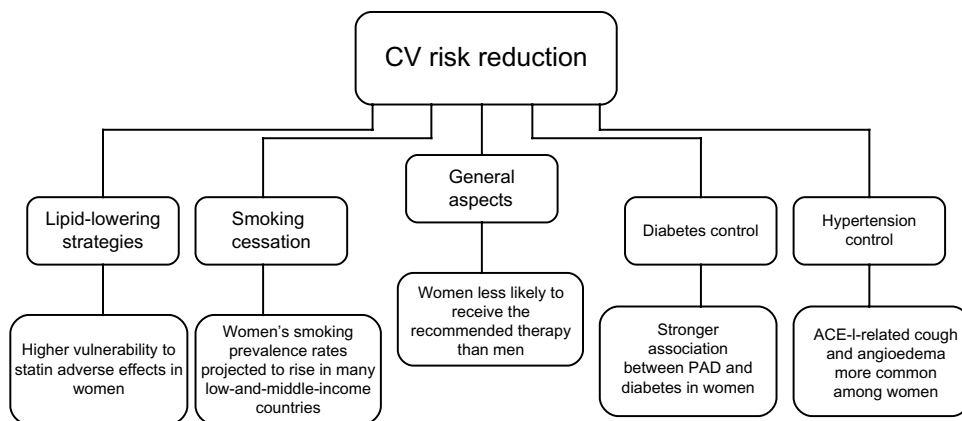 CV risk reduction
Lipid-lowering
strategies
Higher vulnerability to
statin adverse effects in
women
Smoking
cessation
Women's smoking
prevalence rates
projected to rise in many
low-and-middle-income
countries
General
aspects
Women less likely to
receive the
recommended therapy
than men
Diabetes control
Stronger
association
between PAD and
diabetes in women
Hypertension
control
ACE-I-related cough
and angioedema
more common
among women